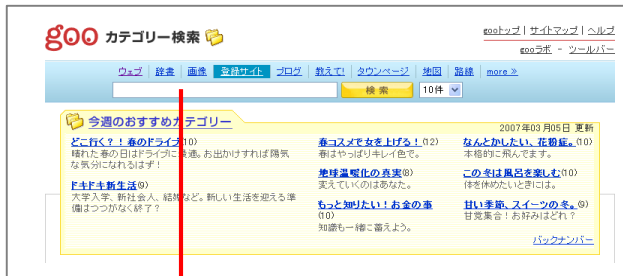 goo カテゴリー検索
gooトップ | サイトマップ | ヘルプ
gooラボ - ツールバー
ウェブ | 辞書 | 画像 | 登録サイト | ブログ | 教えて! | タウンページ | 地図 | 路線 | more ≫
検索 10件
今週のおすすめカテゴリー
2007年03月05日 更新
どこ行く?!春のドライブ(10)
晴れた春の日はドライブに最適。お出かけすれば陽気
な気分になれるはず!
ドキドキ新生活(9)
大学入学、新社会人、結婚など。新しい生活を迎える準
備はつつがなく終了?
春コスメで女を上げる!(12)
春はやっぱりキレイ色で。
地球温暖化の真実(8)
変えていくのはあなた。
もっと知りたい!お金の事
(10)
知識も一緒に蓄えよう。
なんとかしたい、花粉症。(10)
本格的に飛んでます。
この冬は風呂を楽しむ(10)
体を休めたいときには。
甘い季節、スイーツの冬。(9)
甘党集合!お好みはどれ?
バックナンバー